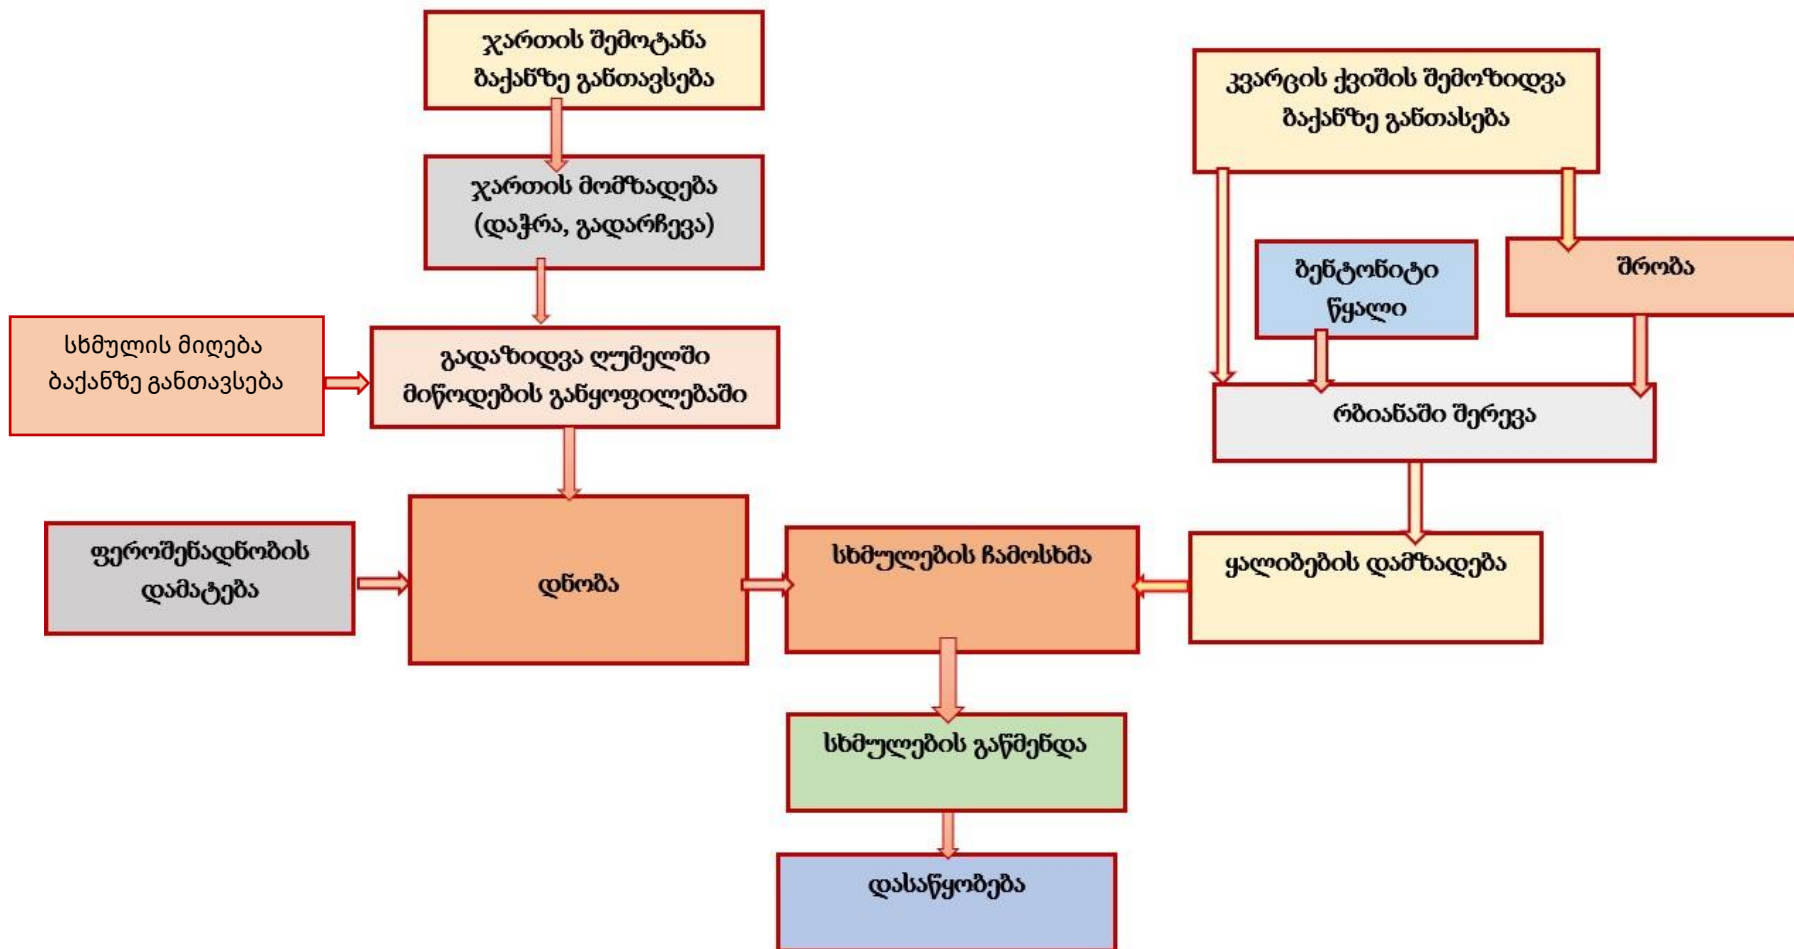 ჯართის შემოტანა
ბაქანზე განთავსება
კვარცის ქვიშის შემოზიდვა
ბაქანზე განთასება
ჯართის მომზადება
(დაჭრა, გადარჩევა)
ბენტონიტი
წყალი
შრობა
სხმულის მიღება
ბაქანზე განთავსება
გადაზიდვა ღუმელში
მიწოდების განყოფილებაში
რბიანაში შერევა
ფეროშენადნობის
დამატება
დნობა
სხმულების ჩამოსხმა
ყალიბების დამზადება
სხმულების გაწმენდა
დასაწყობება